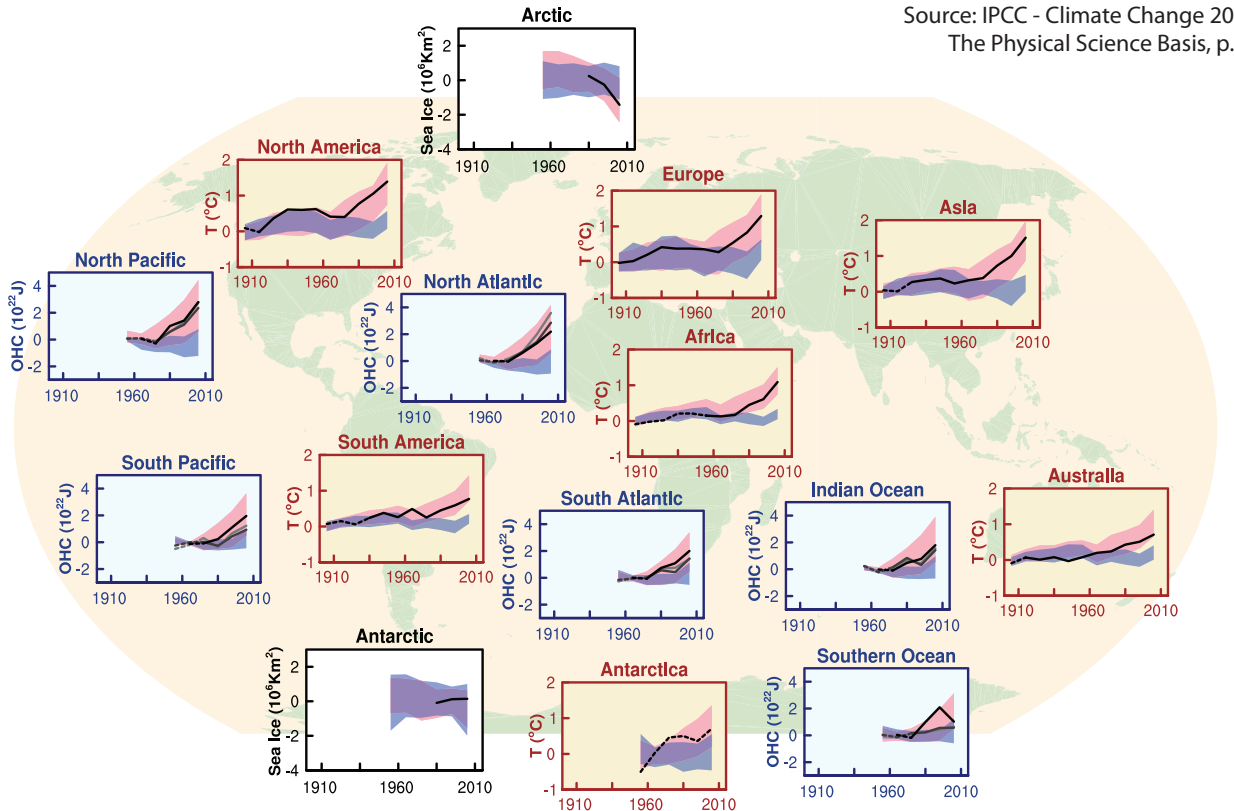 Source: IPCC - Climate Change 20
The Physical Science Basis, p.
Arctic
Sea Ice (10⁶Km²)
2
0
-2
-4
1910 1960 2010
North America
T (°C)
2
1
0
-1
1910 1960 2010
Europe
T (°C)
2
1
0
-1
1910 1960 2010
Asia
T (°C)
2
1
0
-1
1910 1960 2010
North Pacific
OHC (10²²J)
4
2
0
-2
1910 1960 2010
North Atlantic
OHC (10²²J)
4
2
0
-2
1910 1960 2010
Africa
T (°C)
2
1
0
-1
1910 1960 2010
South Pacific
OHC (10²²J)
4
2
0
-2
1910 1960 2010
South America
T (°C)
2
1
0
-1
1910 1960 2010
South Atlantic
OHC (10²²J)
4
2
0
-2
1910 1960 2010
Indian Ocean
OHC (10²²J)
4
2
0
-2
1910 1960 2010
Australia
T (°C)
2
1
0
-1
1910 1960 2010
Antarctic
Sea Ice (10⁶Km²)
2
0
-2
-4
1910 1960 2010
Antarctica
T (°C)
2
1
0
-1
1910 1960 2010
Southern Ocean
OHC (10²²J)
4
2
0
-2
1910 1960 2010